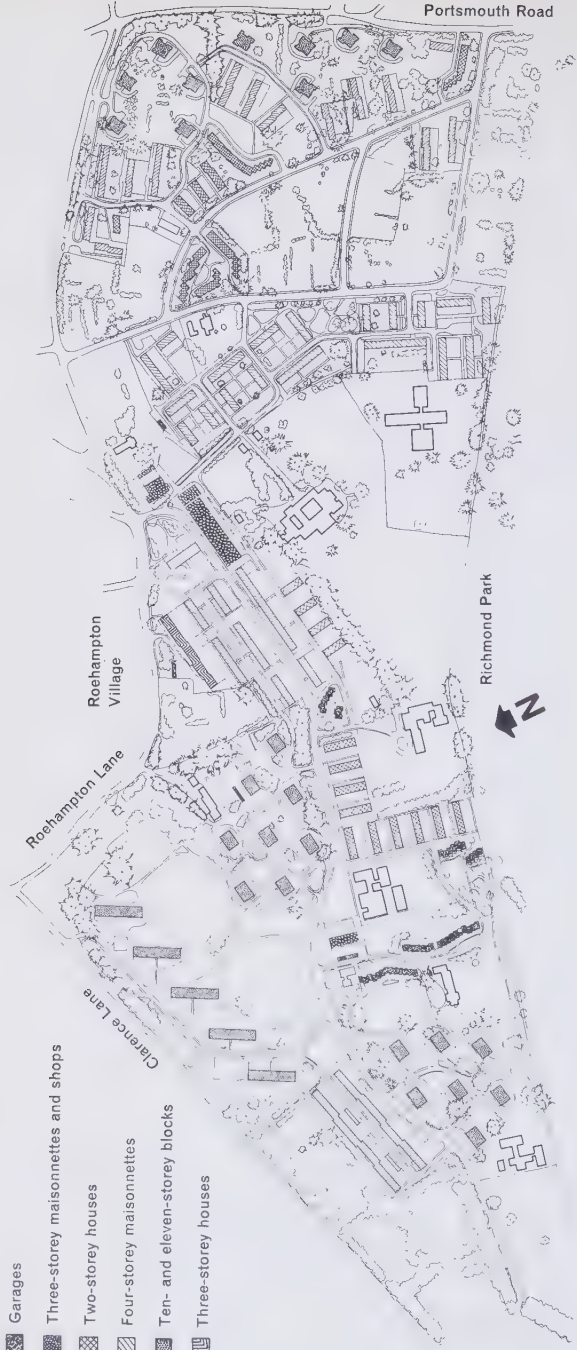 Portsmouth Road
Roehampton
Village
Richmond Park
N
Roehampton Lane
Clarence Lane
Garages
Three-storey maisonnettes and shops
Two-storey houses
Four-storey maisonnettes
Ten- and eleven-storey blocks
Three-storey houses